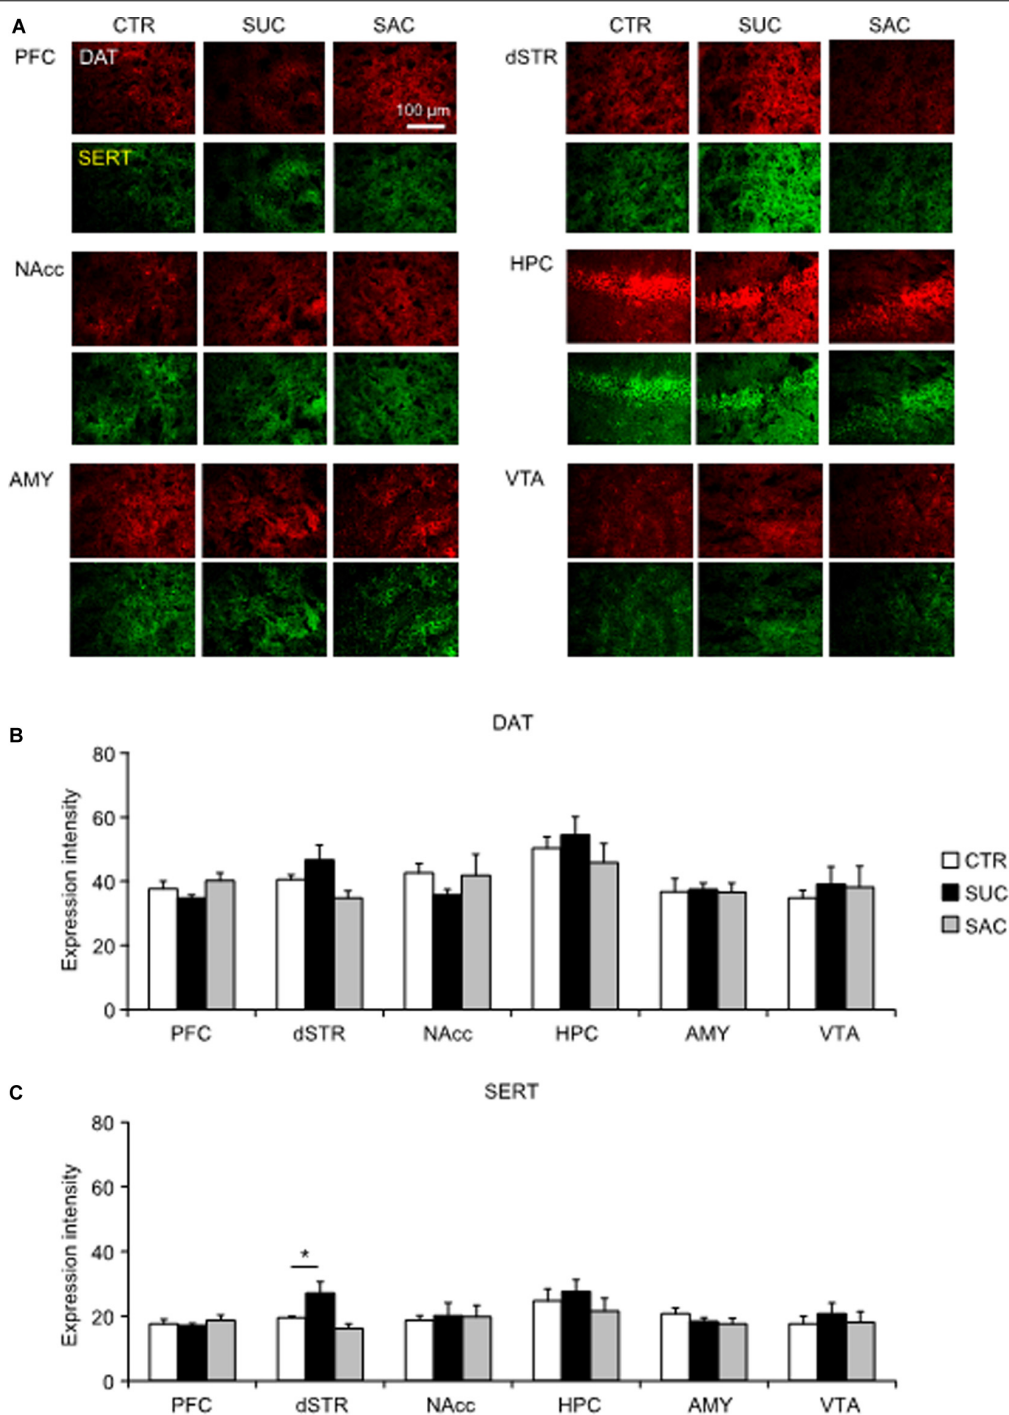 A
CTR SUC SAC CTR SUC SAC
PFC DAT dSTR
100 µm
SERT
NAcc HPC
AMY VTA
B
DAT
80
60
40
20
0
Expression intensity
PFC dSTR NAcc HPC AMY VTA
CTR
SUC
SAC
C
SERT
80
60
40
20
0
Expression intensity
*
PFC dSTR NAcc HPC AMY VTA